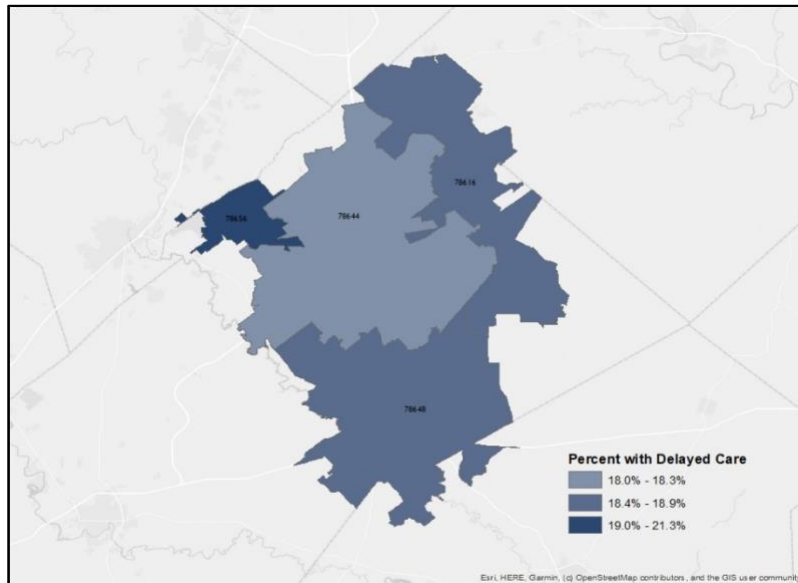 78616
78656
78644
78648
Percent with Delayed Care
18.0% - 18.3%
18.4% - 18.9%
19.0% - 21.3%
Esri, HERE, Garmin, (c) OpenStreetMap contributors, and the GIS user community